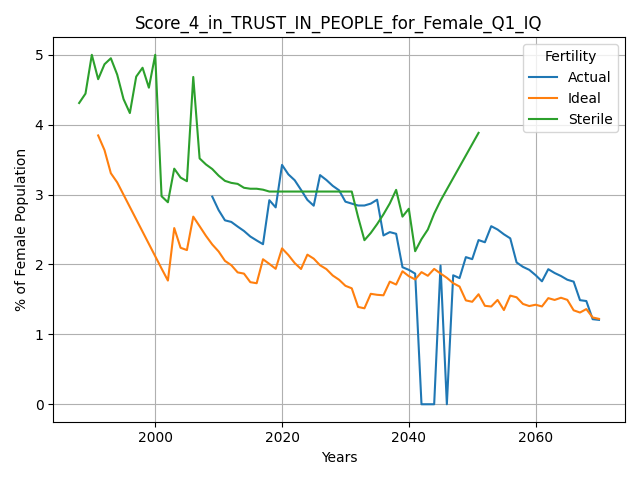 Score_4_in_TRUST_IN_PEOPLE_for_Female_Q1_IQ
Fertility
Actual
Ideal
Sterile
% of Female Population
5
4
3
2
1
0
2000 2020 2040 2060
Years